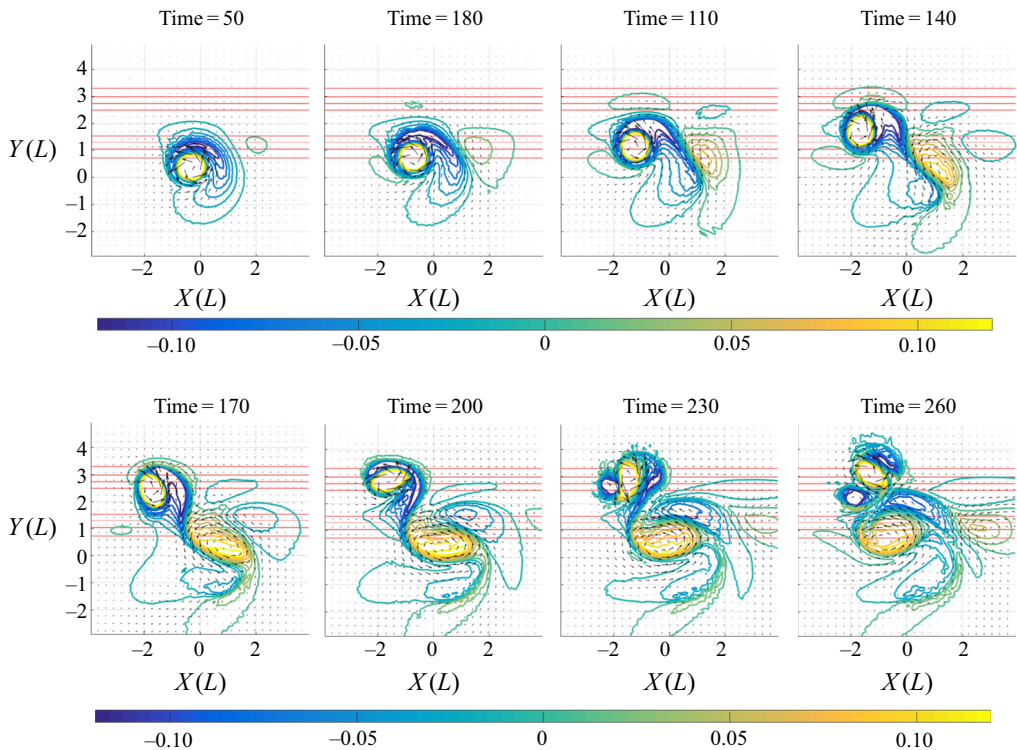 Time = 50 Time = 180 Time = 110 Time = 140
4
3
2
Y (L) 1
0
–1
–2
–2 0 2 –2 0 2 –2 0 2 –2 0 2
X (L) X (L) X (L) X (L)
–0.10 –0.05 0 0.05 0.10
Time = 170 Time = 200 Time = 230 Time = 260
4
3
2
Y (L) 1
0
–1
–2
–2 0 2 –2 0 2 –2 0 2 –2 0 2
X (L) X (L) X (L) X (L)
–0.10 –0.05 0 0.05 0.10